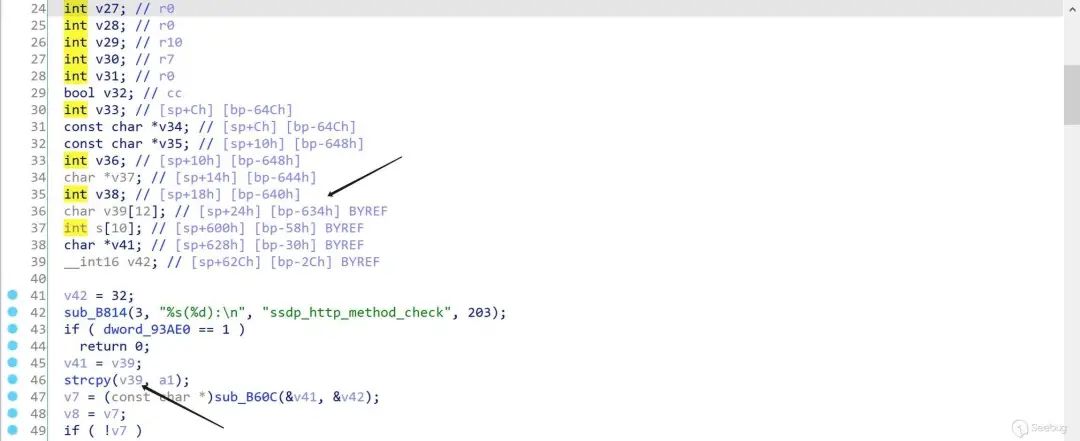 24 int v27; // r0
25 int v28; // r0
26 int v29; // r10
27 int v30; // r7
28 int v31; // r0
29 bool v32; // cc
30 int v33; // [sp+Ch] [bp-64Ch]
31 const char *v34; // [sp+Ch] [bp-64Ch]
32 const char *v35; // [sp+10h] [bp-648h]
33 int v36; // [sp+10h] [bp-648h]
34 char *v37; // [sp+14h] [bp-644h]
35 int v38; // [sp+18h] [bp-640h]
36 char v39[12]; // [sp+24h] [bp-634h] BYREF
37 int s[10]; // [sp+600h] [bp-58h] BYREF
38 char *v41; // [sp+628h] [bp-30h] BYREF
39 __int16 v42; // [sp+62Ch] [bp-2Ch] BYREF
40
41 v42 = 32;
42 sub_B814(3, "%s(%d):\n", "ssdp_http_method_check", 203);
43 if ( dword_93AE0 == 1 )
44 return 0;
45 v41 = v39;
46 strcpy(v39, a1);
47 v7 = (const char *)sub_B60C(&v41, &v42);
48 v8 = v7;
49 if ( !v7 )
Seebug